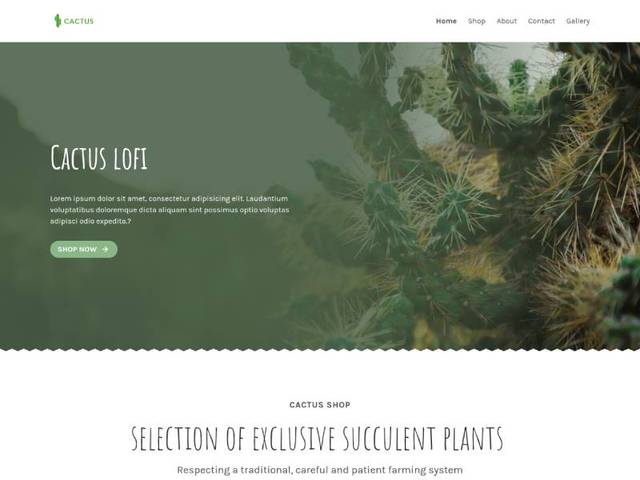 CACTUS
Home Shop About Contact Gallery
Cactus lofi
Lorem ipsum dolor sit amet, consectetur adipisicing elit. Laudantium
voluptatibus doloremque dicta aliquam sint possimus optio voluptas
adipisci odio expedita.?
SHOP NOW →
CACTUS SHOP
SELECTION OF EXCLUSIVE SUCCULENT PLANTS
Respecting a traditional, careful and patient farming system